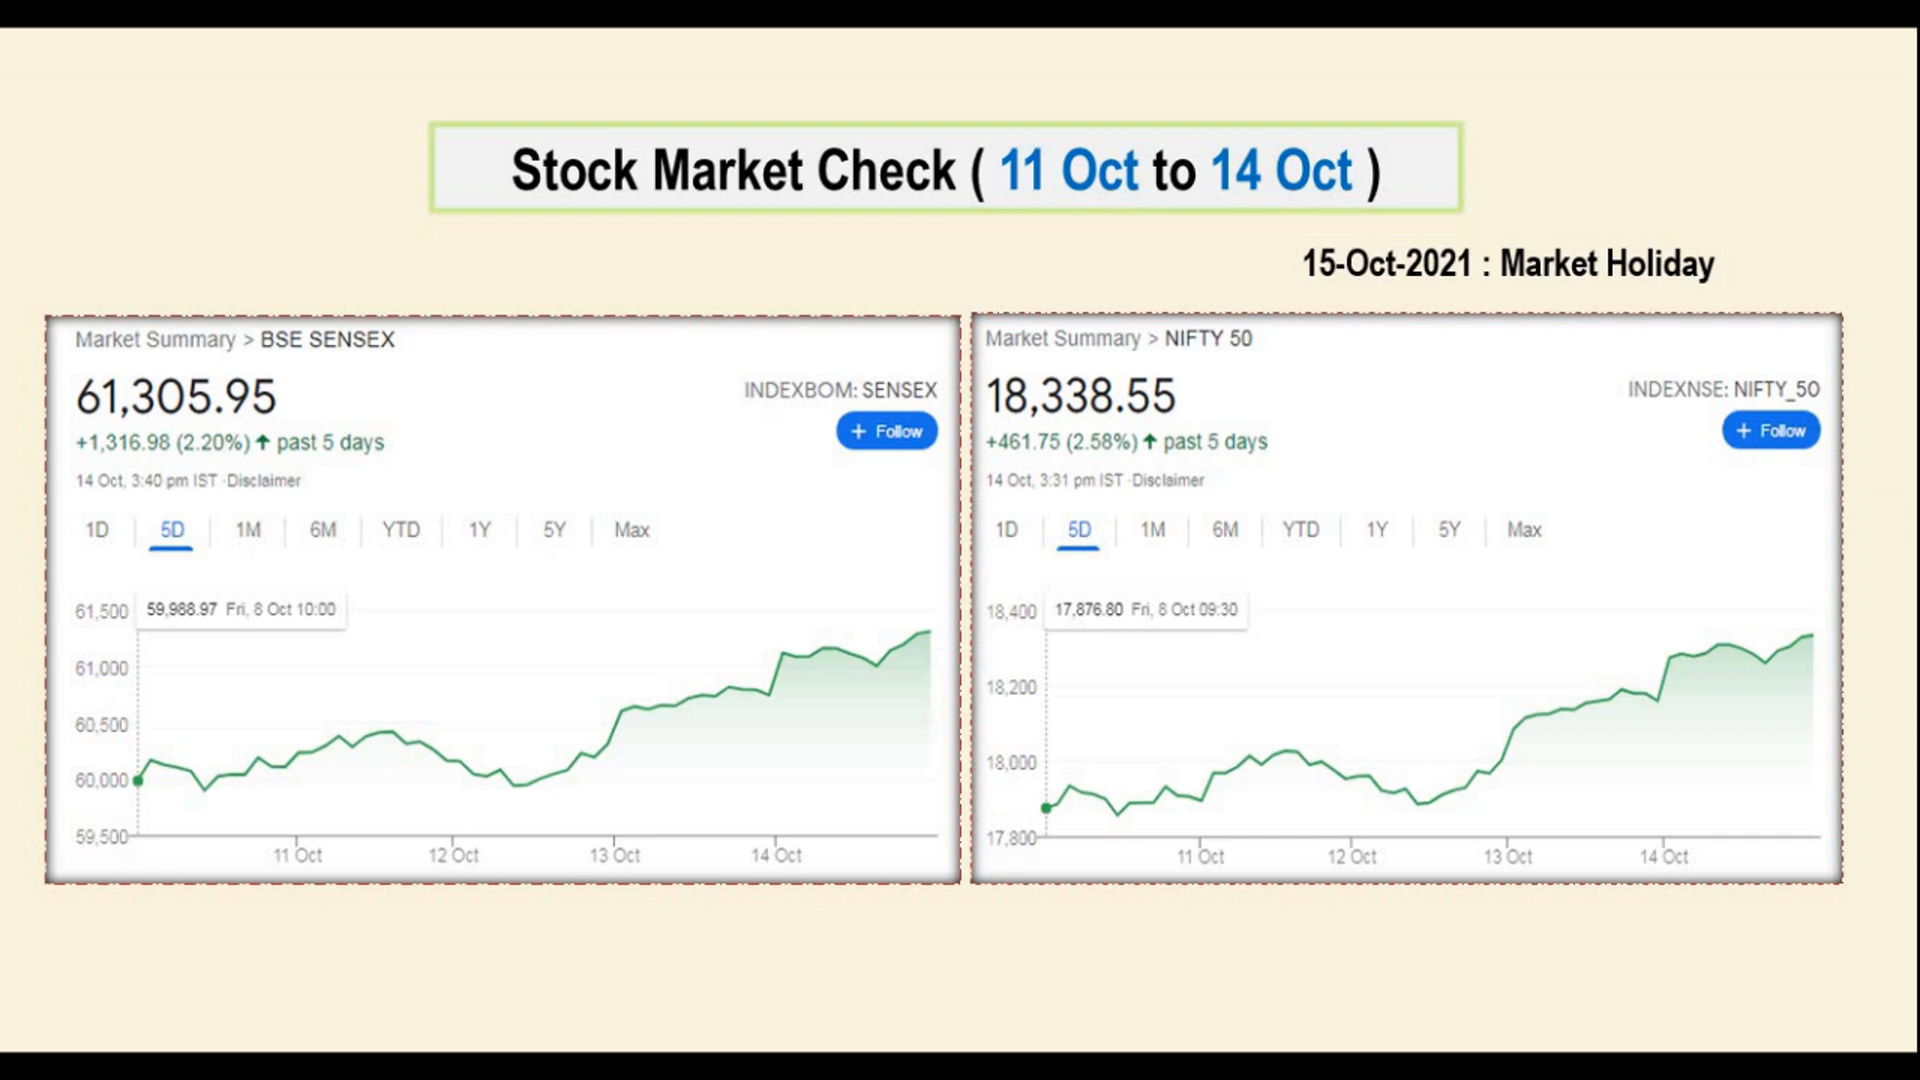 Stock Market Check ( 11 Oct to 14 Oct )
15-Oct-2021 : Market Holiday
Market Summary > BSE SENSEX
61,305.95
INDEXBOM: SENSEX
+ Follow
+1,316.98 (2.20%) ↑ past 5 days
14 Oct, 3:40 pm IST ·Disclaimer
1D 5D 1M 6M YTD 1Y 5Y Max
59,988.97 Fri, 8 Oct 10:00
61,500
61,000
60,500
60,000
59,500
11 Oct 12 Oct 13 Oct 14 Oct
Market Summary > NIFTY 50
18,338.55
INDEXNSE: NIFTY_50
+ Follow
+461.75 (2.58%) ↑ past 5 days
14 Oct, 3:31 pm IST ·Disclaimer
1D 5D 1M 6M YTD 1Y 5Y Max
17,876.80 Fri, 8 Oct 09:30
18,400
18,200
18,000
17,800
11 Oct 12 Oct 13 Oct 14 Oct